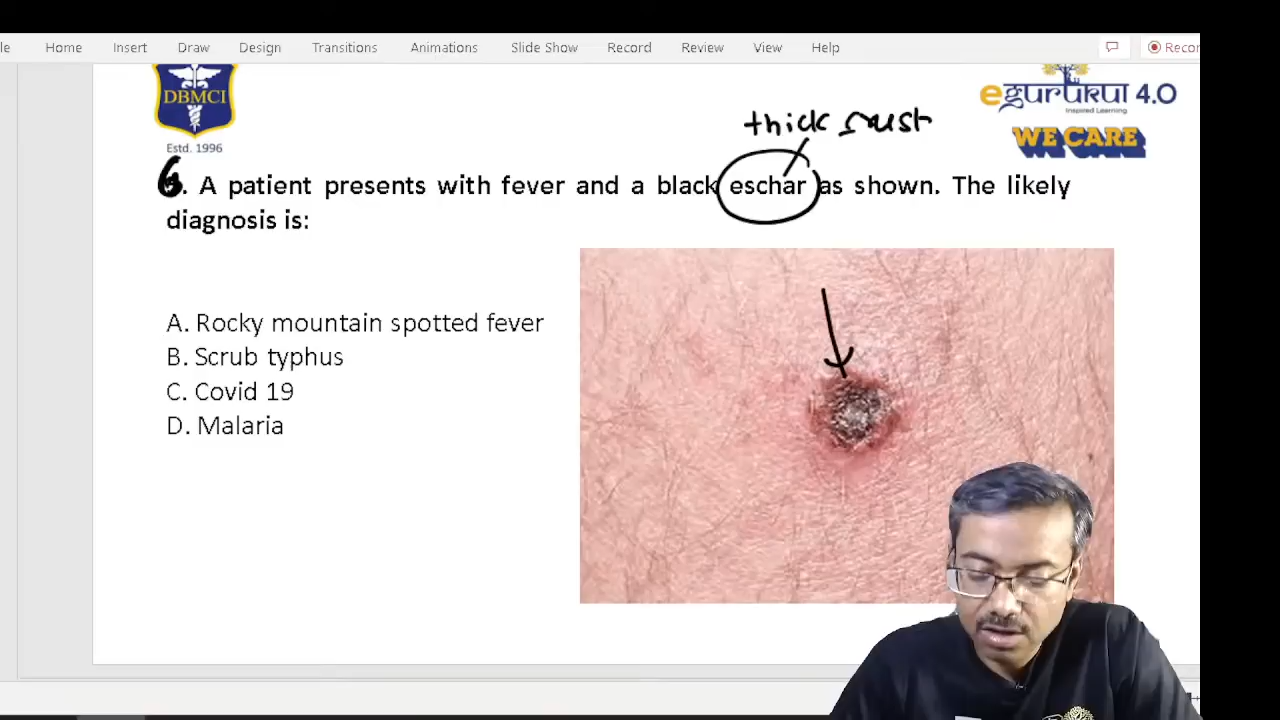 Home Insert Draw Design Transitions Animations Slide Show Record Review View Help
DBMCI
Estd. 1996
egurukul 4.0
Inspired Learning
WE CARE
thick crust
6. A patient presents with fever and a black eschar as shown. The likely
diagnosis is:
A. Rocky mountain spotted fever
B. Scrub typhus
C. Covid 19
D. Malaria